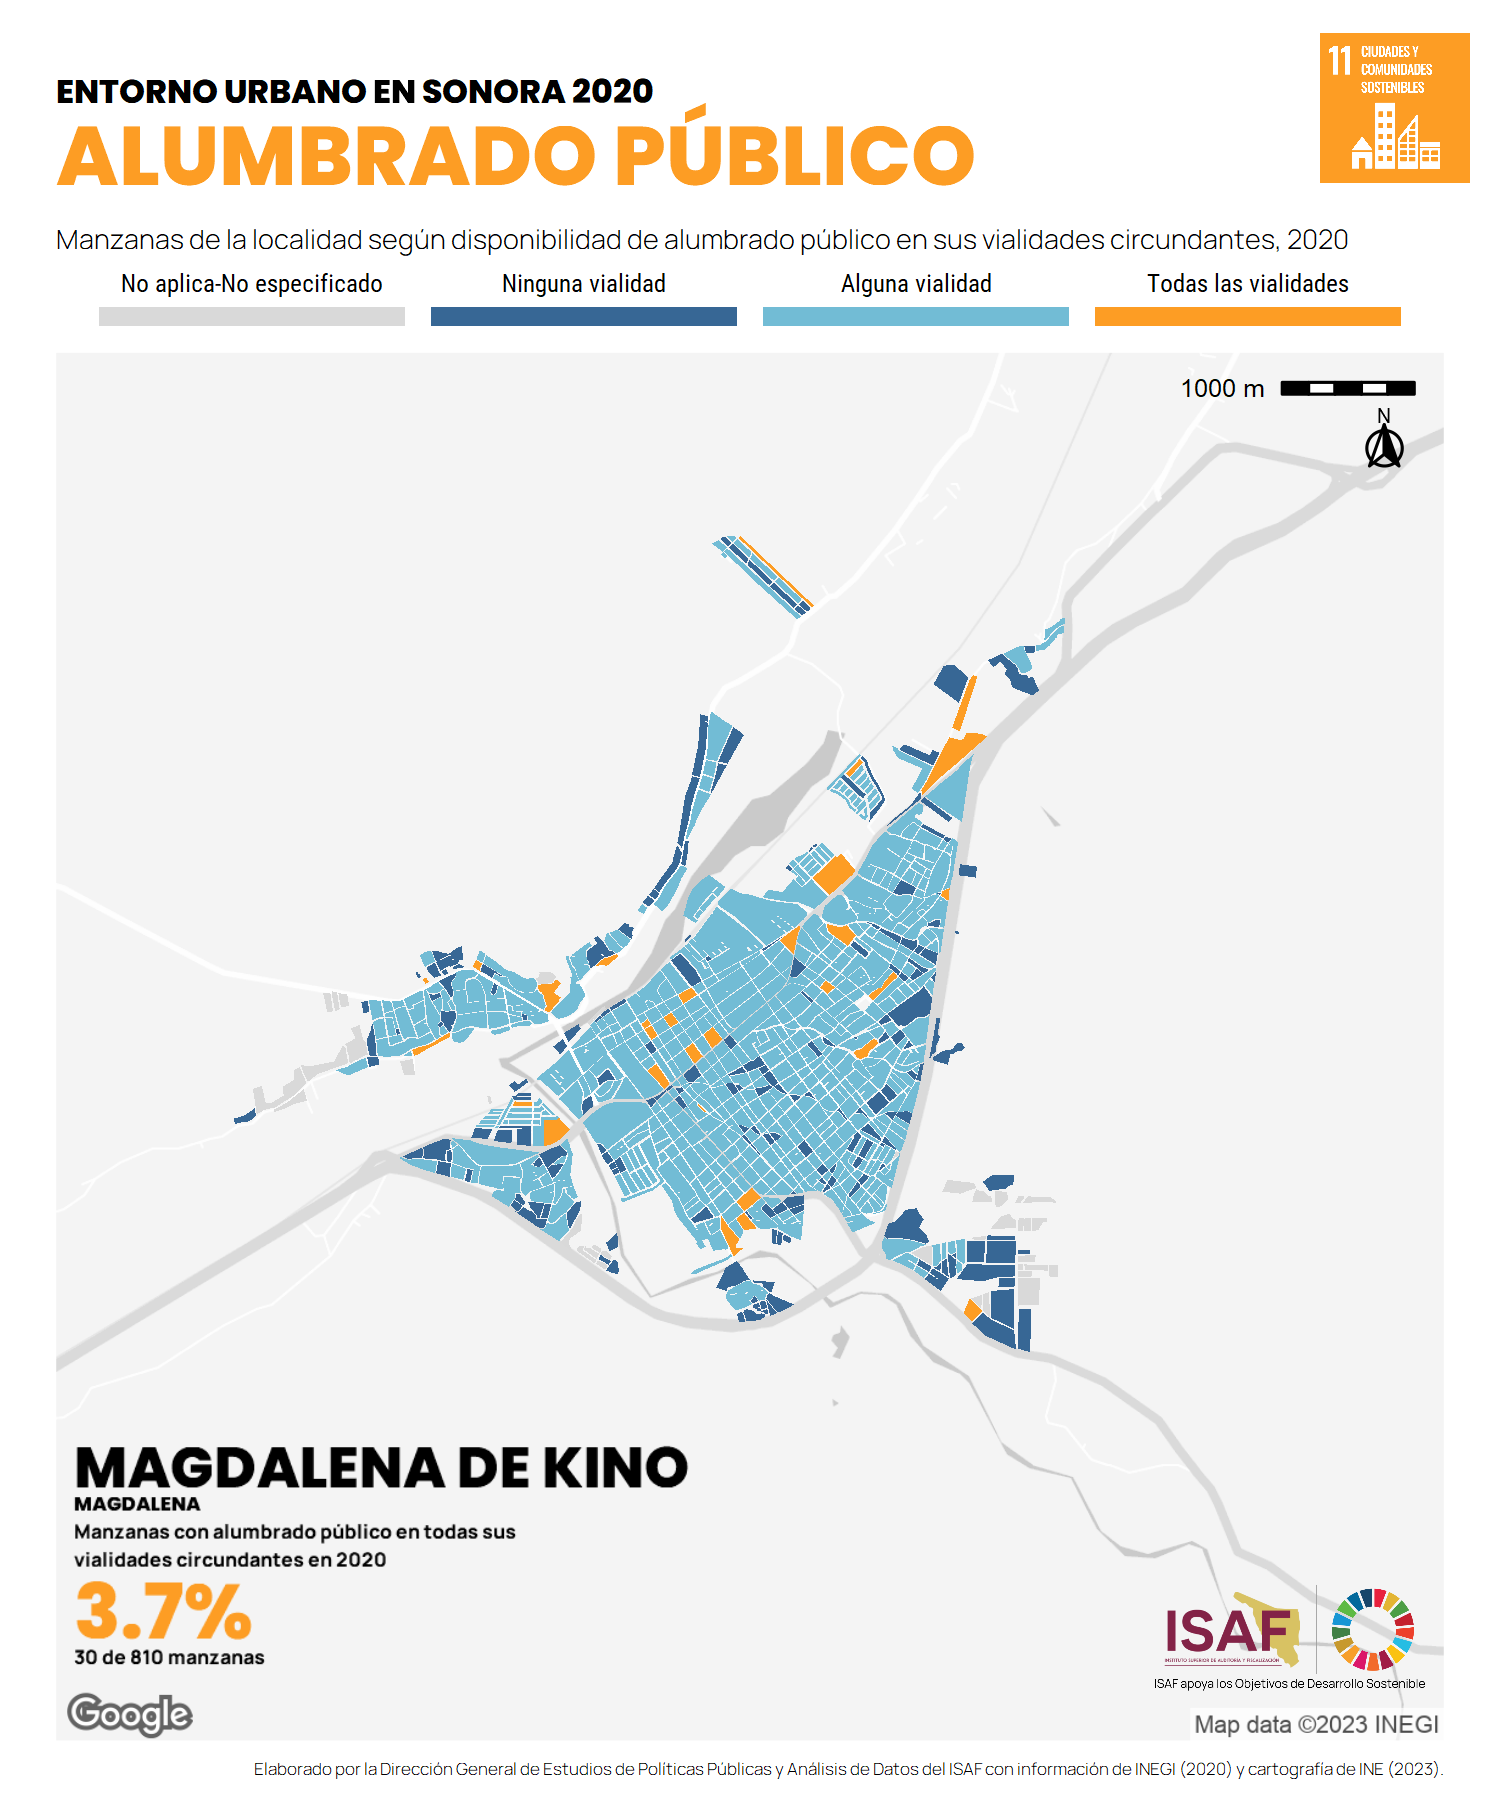 ENTORNO URBANO EN SONORA 2020
ALUMBRADO PÚBLICO
11 CIUDADES Y
COMUNIDADES
SOSTENIBLES
Manzanas de la localidad según disponibilidad de alumbrado público en sus vialidades circundantes, 2020
No aplica-No especificado
Ninguna vialidad
Alguna vialidad
Todas las vialidades
1000 m
N
MAGDALENA DE KINO
MAGDALENA
Manzanas con alumbrado público en todas sus
vialidades circundantes en 2020
3.7%
30 de 810 manzanas
Google
ISAF
INSTITUTO SUPERIOR DE AUDITORÍA Y FISCALIZACIÓN
ISAF apoya los Objetivos de Desarrollo Sostenible
Map data ©2023 INEGI
Elaborado por la Dirección General de Estudios de Políticas Públicas y Análisis de Datos del ISAF con información de INEGI (2020) y cartografía de INE (2023).